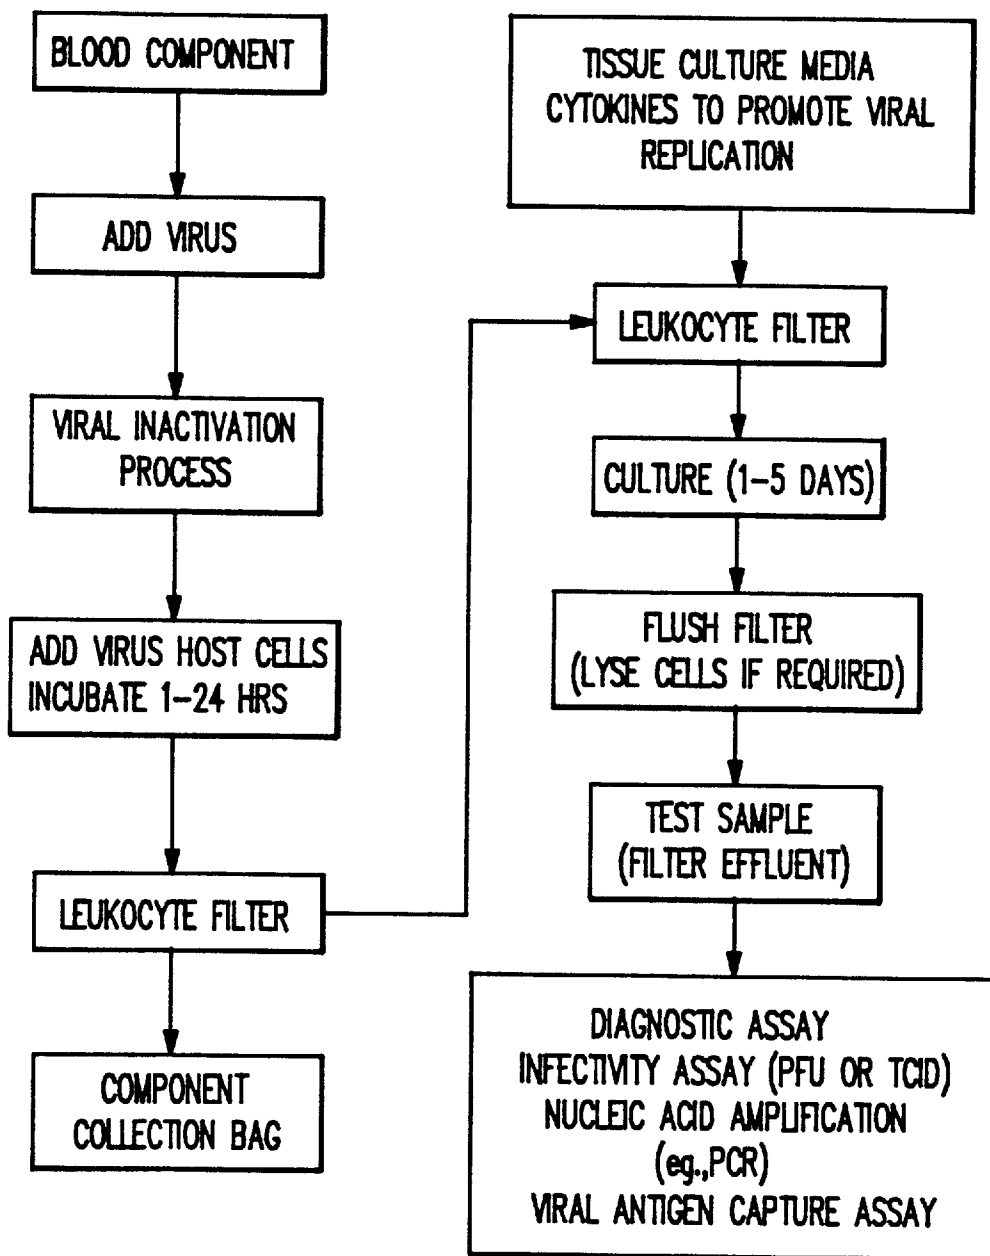 BLOOD COMPONENT
ADD VIRUS
VIRAL INACTIVATION
PROCESS
ADD VIRUS HOST CELLS
INCUBATE 1-24 HRS
LEUKOCYTE FILTER
COMPONENT
COLLECTION BAG
TISSUE CULTURE MEDIA
CYTOKINES TO PROMOTE VIRAL
REPLICATION
LEUKOCYTE FILTER
CULTURE (1-5 DAYS)
FLUSH FILTER
(LYSE CELLS IF REQUIRED)
TEST SAMPLE
(FILTER EFFLUENT)
DIAGNOSTIC ASSAY
INFECTIVITY ASSAY (PFU OR TCID)
NUCLEIC ACID AMPLIFICATION
(eg.,PCR)
VIRAL ANTIGEN CAPTURE ASSAY